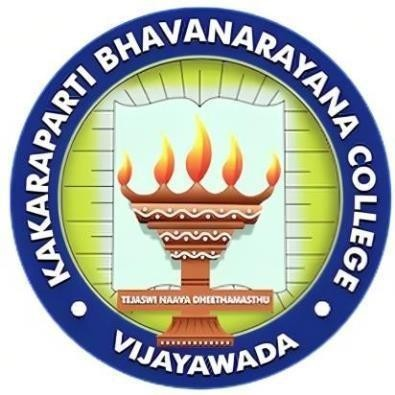 KAKARAPARTI BHAVANARAYANA COLLEGE
TEJASWI NAAVA DHEETHAMASTHU
VIJAYAWADA